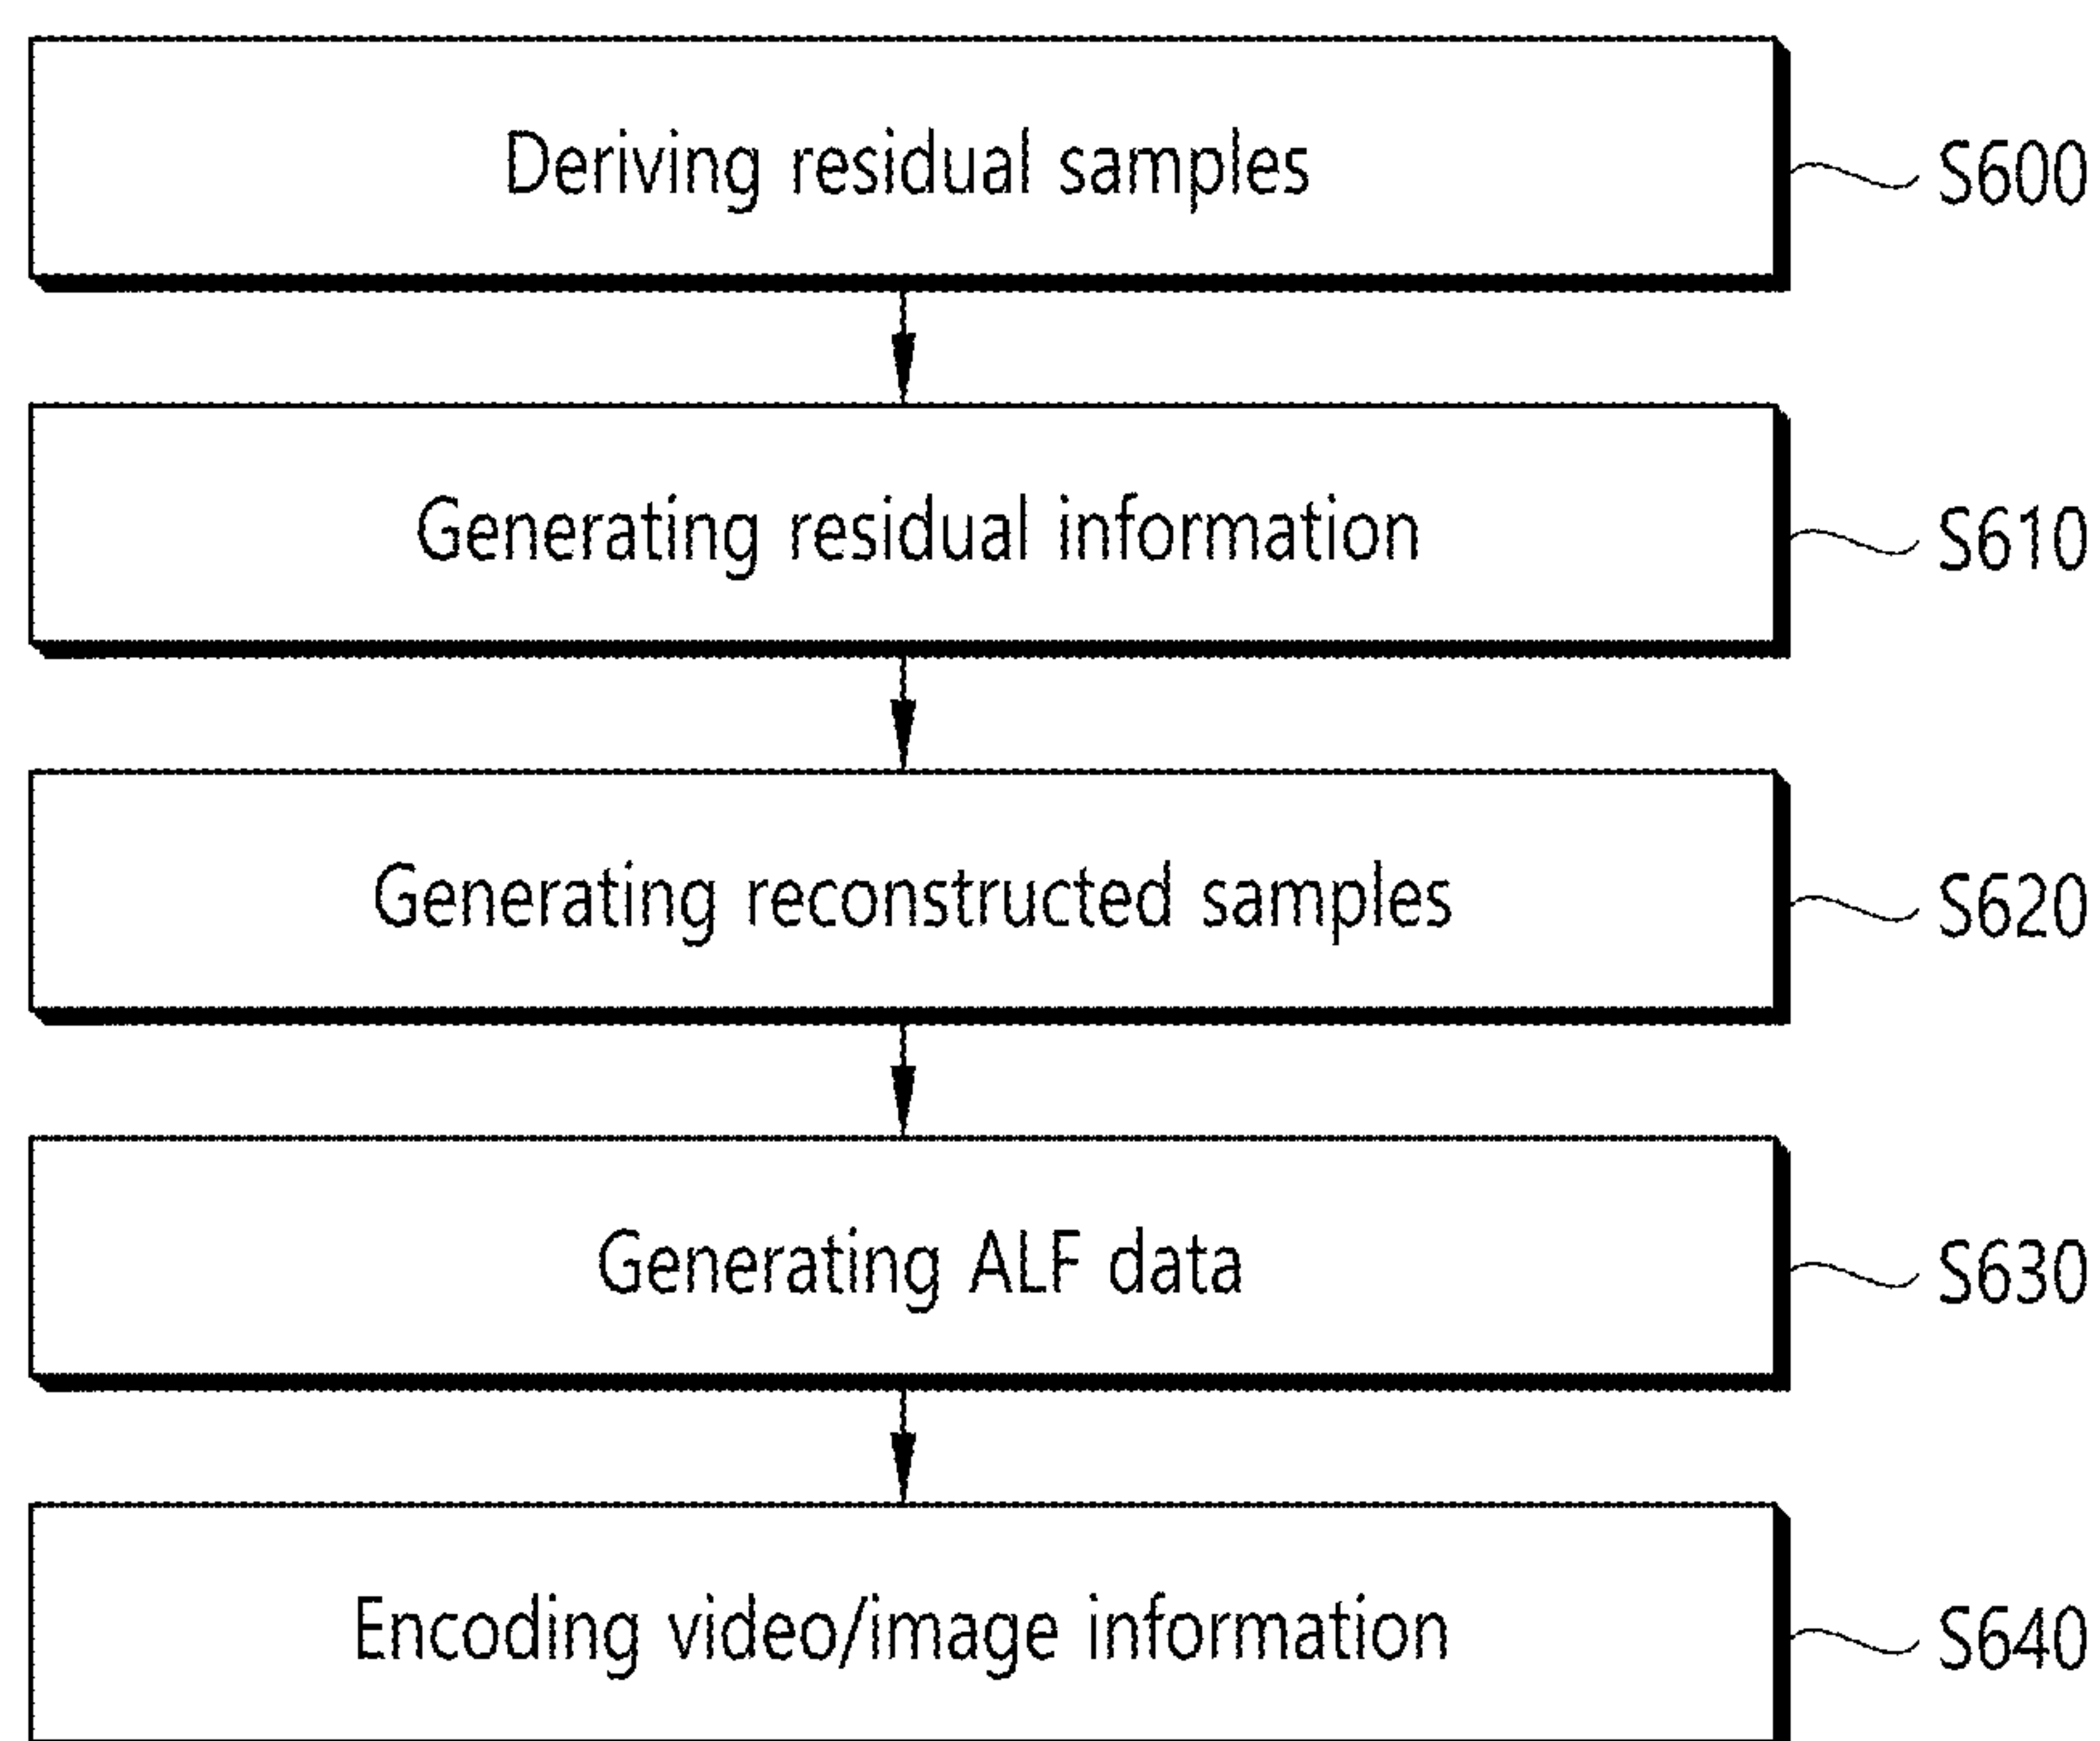 Deriving residual samples
S600
Generating residual information
S610
Generating reconstructed samples
S620
Generating ALF data
S630
Encoding video/image information
S640